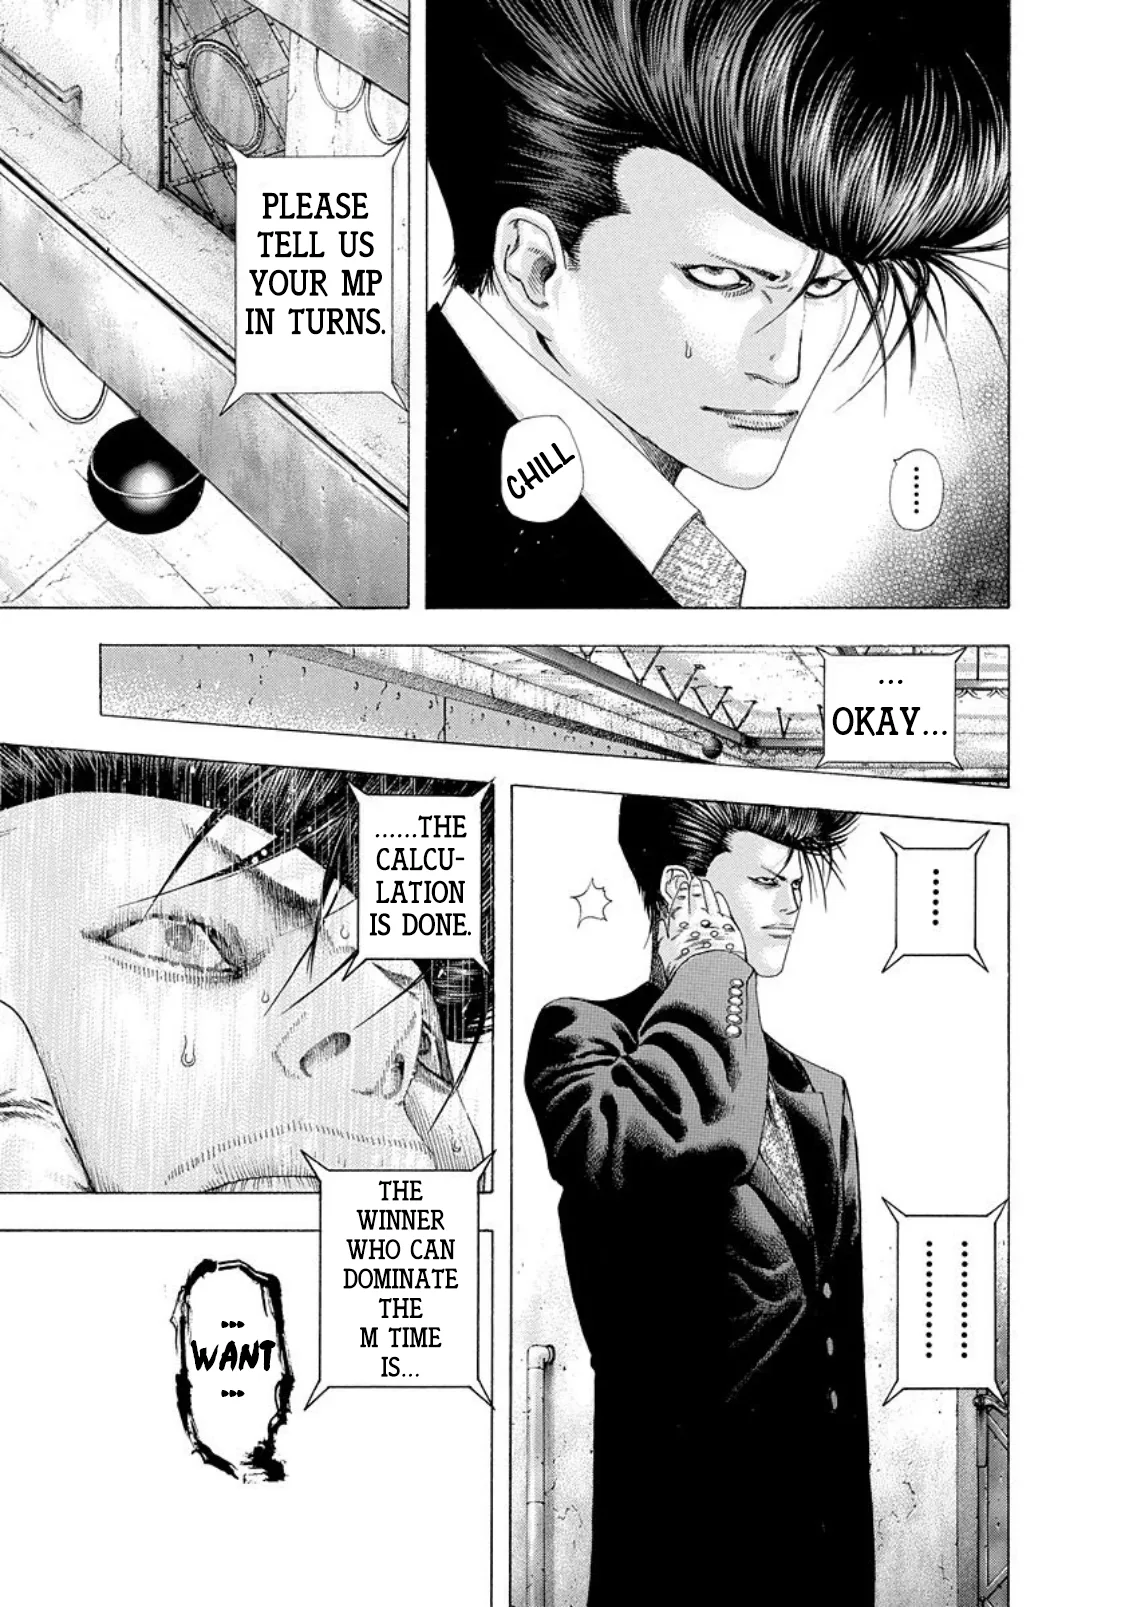 ......
CHILL
PLEASE
TELL US
YOUR MP
IN TURNS.
...
OKAY...
......
......THE
CALCU-
LATION
IS DONE.
............
............
THE
WINNER
WHO CAN
DOMINATE
THE
M TIME
IS...
...
WANT
...